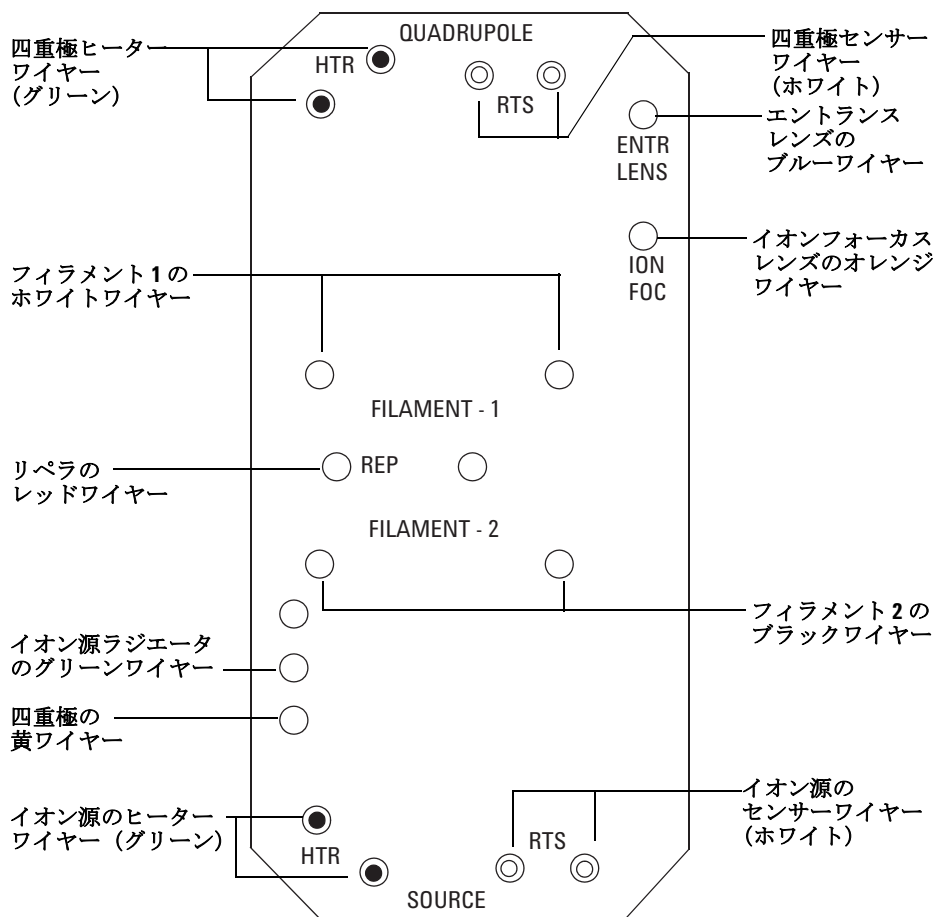 四重極ヒーター
ワイヤー
(グリーン)
QUADRUPOLE
HTR
RTS
四重極センサー
ワイヤー
(ホワイト)
ENTR
LENS
エントランス
レンズの
ブルーワイヤー
ION
FOC
イオンフォーカス
レンズのオレンジ
ワイヤー
フィラメント1の
ホワイトワイヤー
FILAMENT - 1
リペラの
レッドワイヤー
REP
FILAMENT - 2
フィラメント2の
ブラックワイヤー
イオン源ラジエータ
のグリーンワイヤー
四重極の
黄ワイヤー
イオン源のヒーター
ワイヤー (グリーン)
HTR
RTS
SOURCE
イオン源の
センサーワイヤー
(ホワイト)